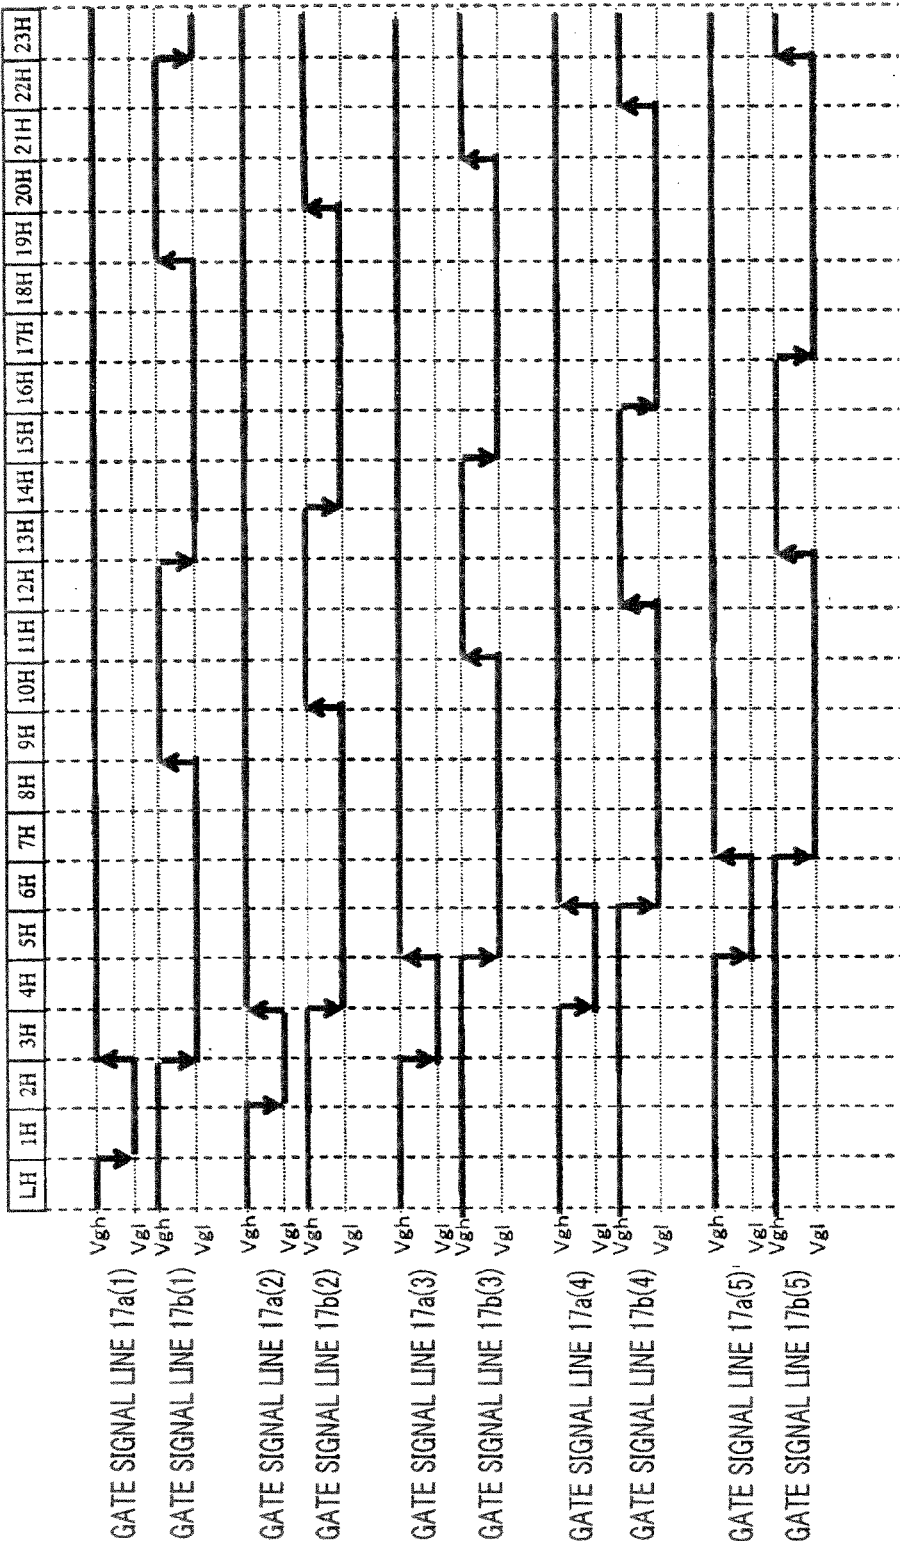 LH 1H 2H 3H 4H 5H 6H 7H 8H 9H 10H 11H 12H 13H 14H 15H 16H 17H 18H 19H 20H 21H 22H 23H
GATE SIGNAL LINE 17a(1) Vgh
Vgl
GATE SIGNAL LINE 17b(1) Vgh
Vgl
GATE SIGNAL LINE 17a(2) Vgh
Vgl
GATE SIGNAL LINE 17b(2) Vgh
Vgl
GATE SIGNAL LINE 17a(3) Vgh
Vgl
GATE SIGNAL LINE 17b(3) Vgh
Vgl
GATE SIGNAL LINE 17a(4) Vgh
Vgl
GATE SIGNAL LINE 17b(4) Vgh
Vgl
GATE SIGNAL LINE 17a(5) Vgh
Vgl
GATE SIGNAL LINE 17b(5) Vgh
Vgl